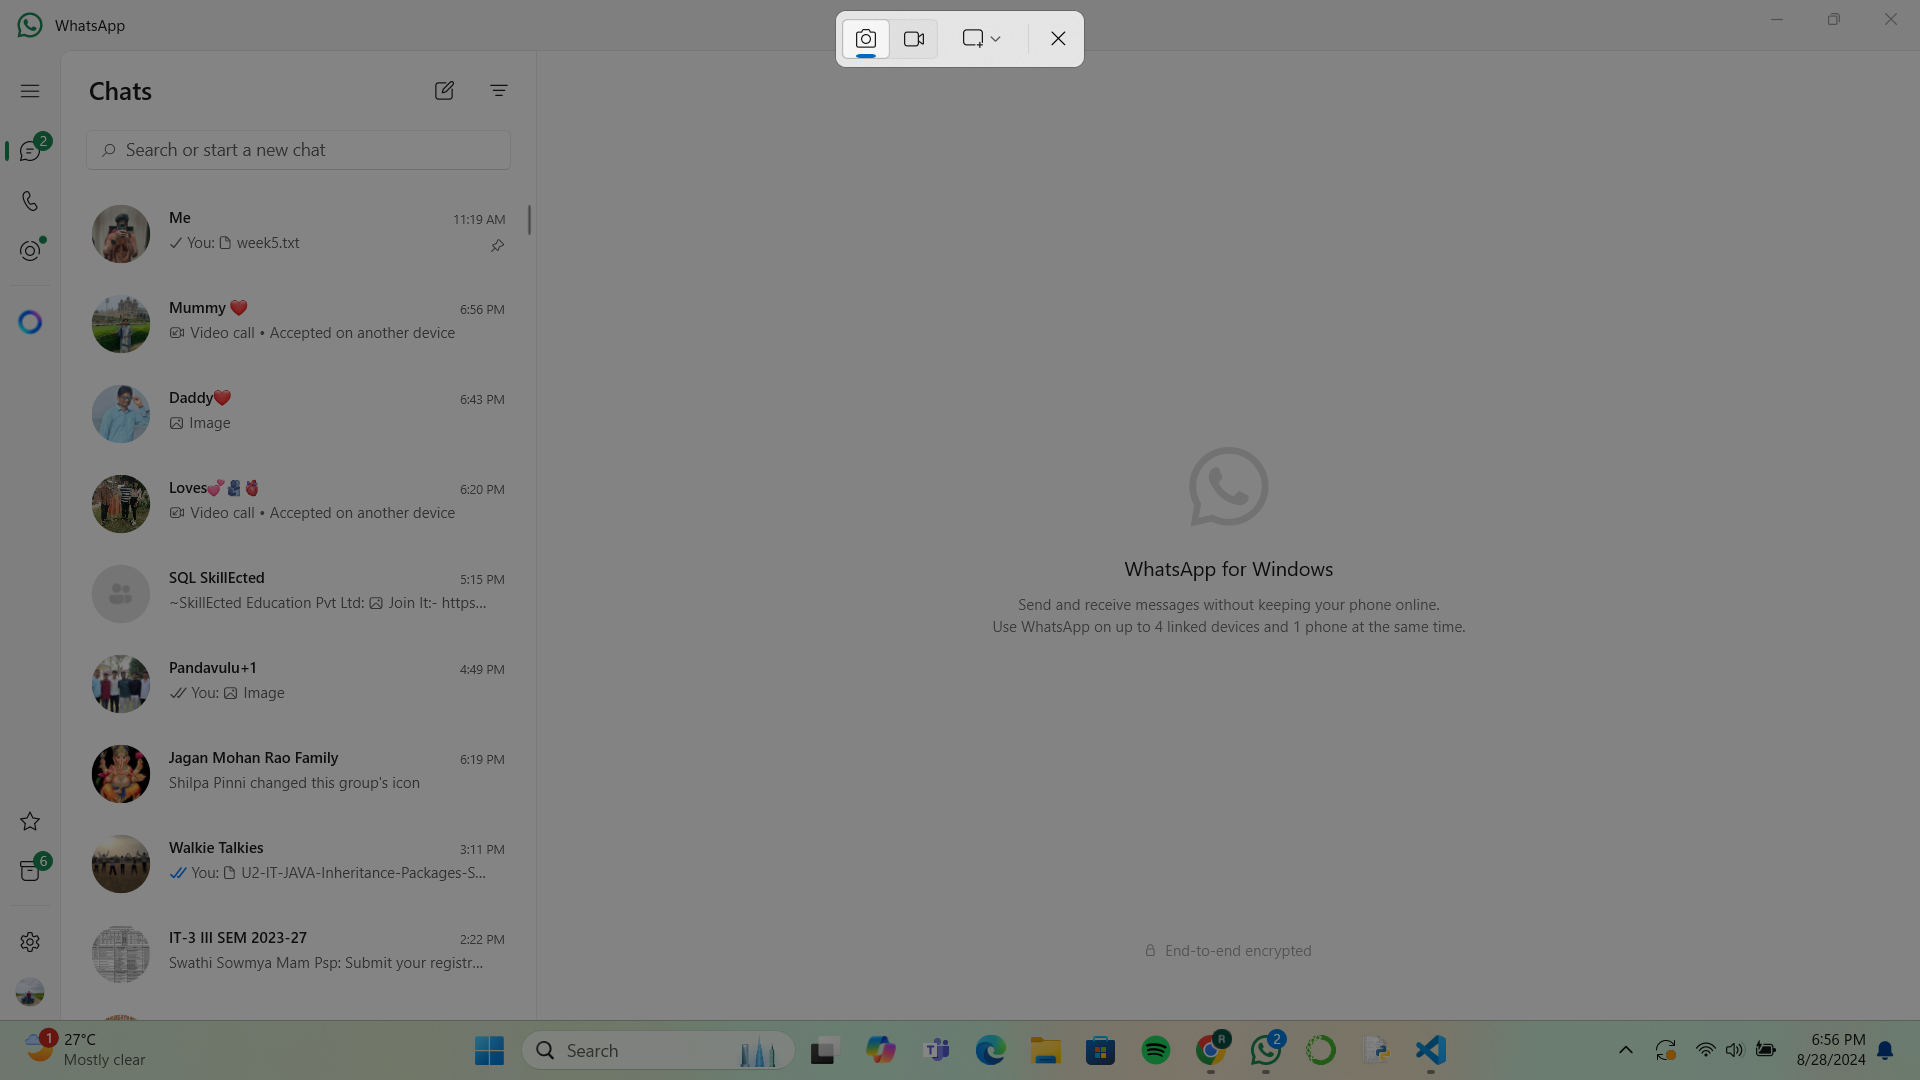 WhatsApp
Chats
2
Search or start a new chat
Me
11:19 AM
You: week5.txt
Mummy ❤️
6:56 PM
Video call • Accepted on another device
Daddy❤️
6:43 PM
Image
Loves💕🫂🫀
6:20 PM
Video call • Accepted on another device
SQL SkillEcted
5:15 PM
~SkillEcted Education Pvt Ltd: Join It:- https...
Pandavulu+1
4:49 PM
You: Image
Jagan Mohan Rao Family
6:19 PM
Shilpa Pinni changed this group's icon
Walkie Talkies
3:11 PM
You: U2-IT-JAVA-Inheritance-Packages-S...
6
IT-3 III SEM 2023-27
2:22 PM
Swathi Sowmya Mam Psp: Submit your registr...
WhatsApp for Windows
Send and receive messages without keeping your phone online.
Use WhatsApp on up to 4 linked devices and 1 phone at the same time.
End-to-end encrypted
1
27°C
Mostly clear
Search
R
2
6:56 PM
8/28/2024